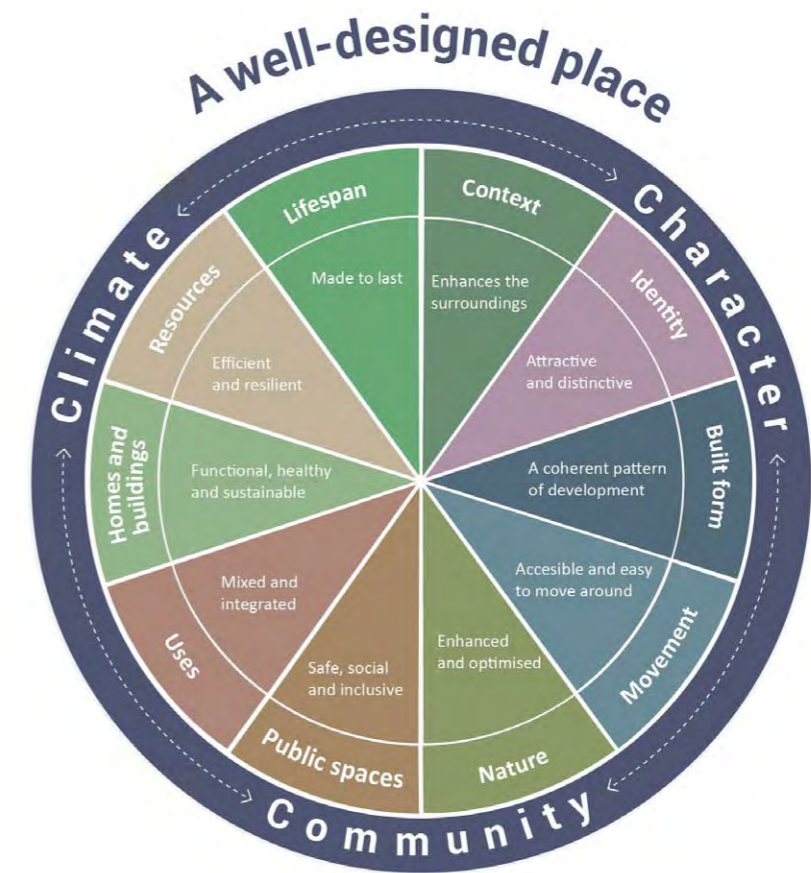 A well-designed place
Climate
Character
Community
Context
Enhances the
surroundings
Identity
Attractive
and distinctive
Built form
A coherent pattern
of development
Movement
Accesible and easy
to move around
Nature
Enhanced
and optimised
Public spaces
Safe, social
and inclusive
Uses
Mixed and
integrated
Homes and
buildings
Functional, healthy
and sustainable
Resources
Efficient
and resilient
Lifespan
Made to last